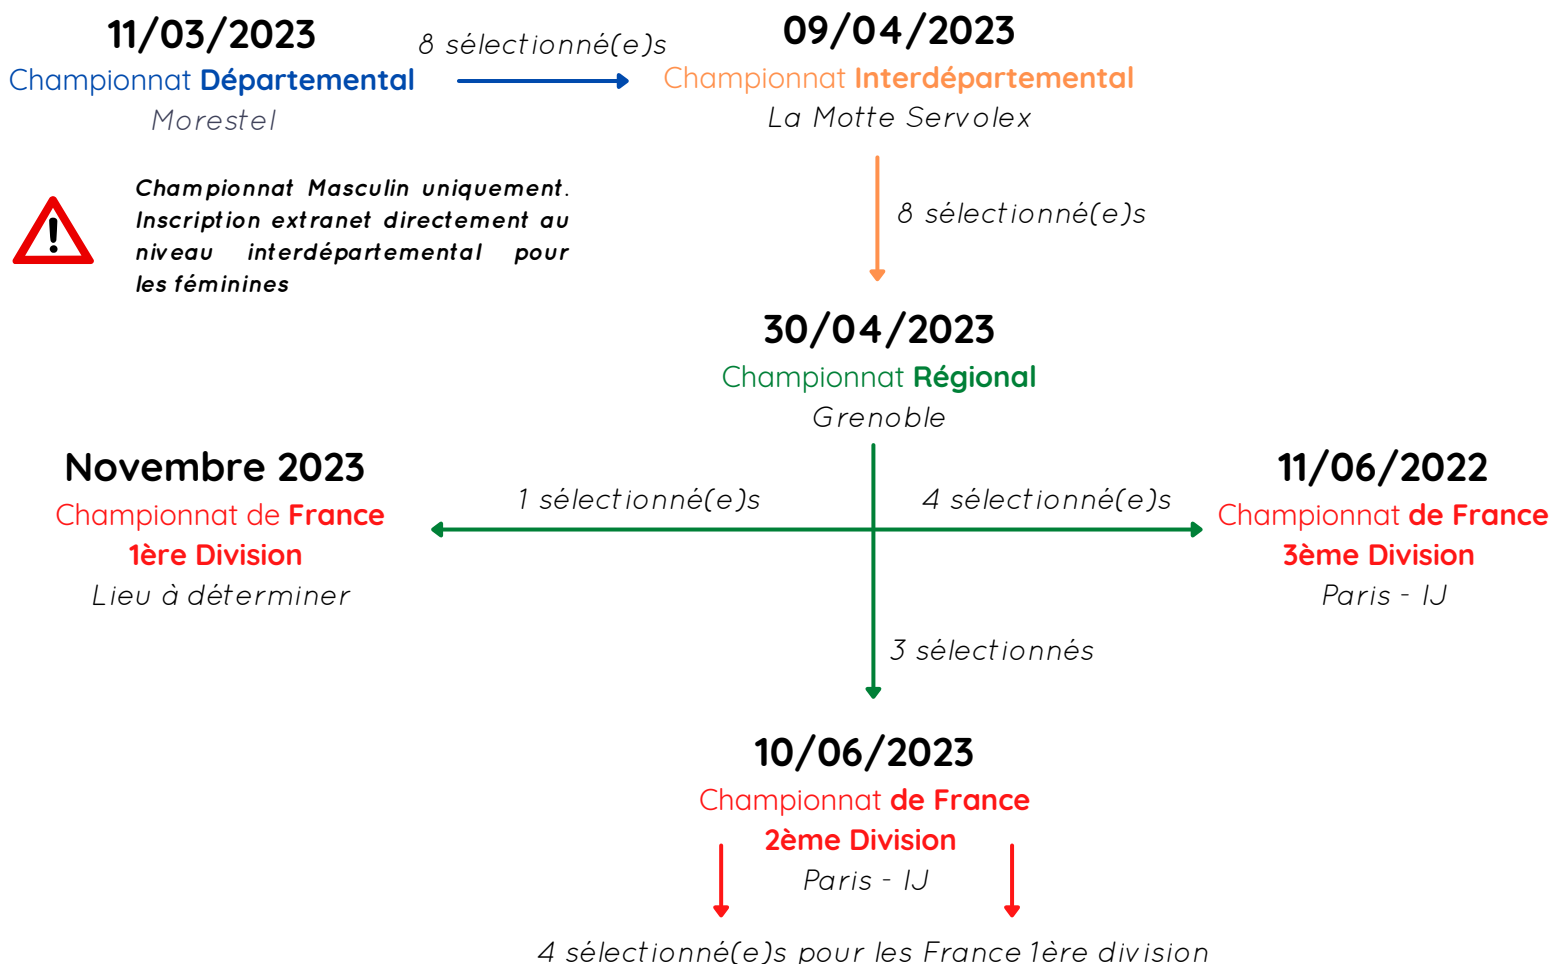 11/03/2023
Championnat Départemental
Morestel
8 sélectionné(e)s
09/04/2023
Championnat Interdépartemental
La Motte Servolex
Championnat Masculin uniquement.
Inscription extranet directement au
niveau interdépartemental pour
les féminines
!
8 sélectionné(e)s
30/04/2023
Championnat Régional
Grenoble
Novembre 2023
Championnat de France
1ère Division
Lieu à déterminer
1 sélectionné(e)s
4 sélectionné(e)s
11/06/2022
Championnat de France
3ème Division
Paris - IJ
3 sélectionnés
10/06/2023
Championnat de France
2ème Division
Paris - IJ
4 sélectionné(e)s pour les France 1ère division